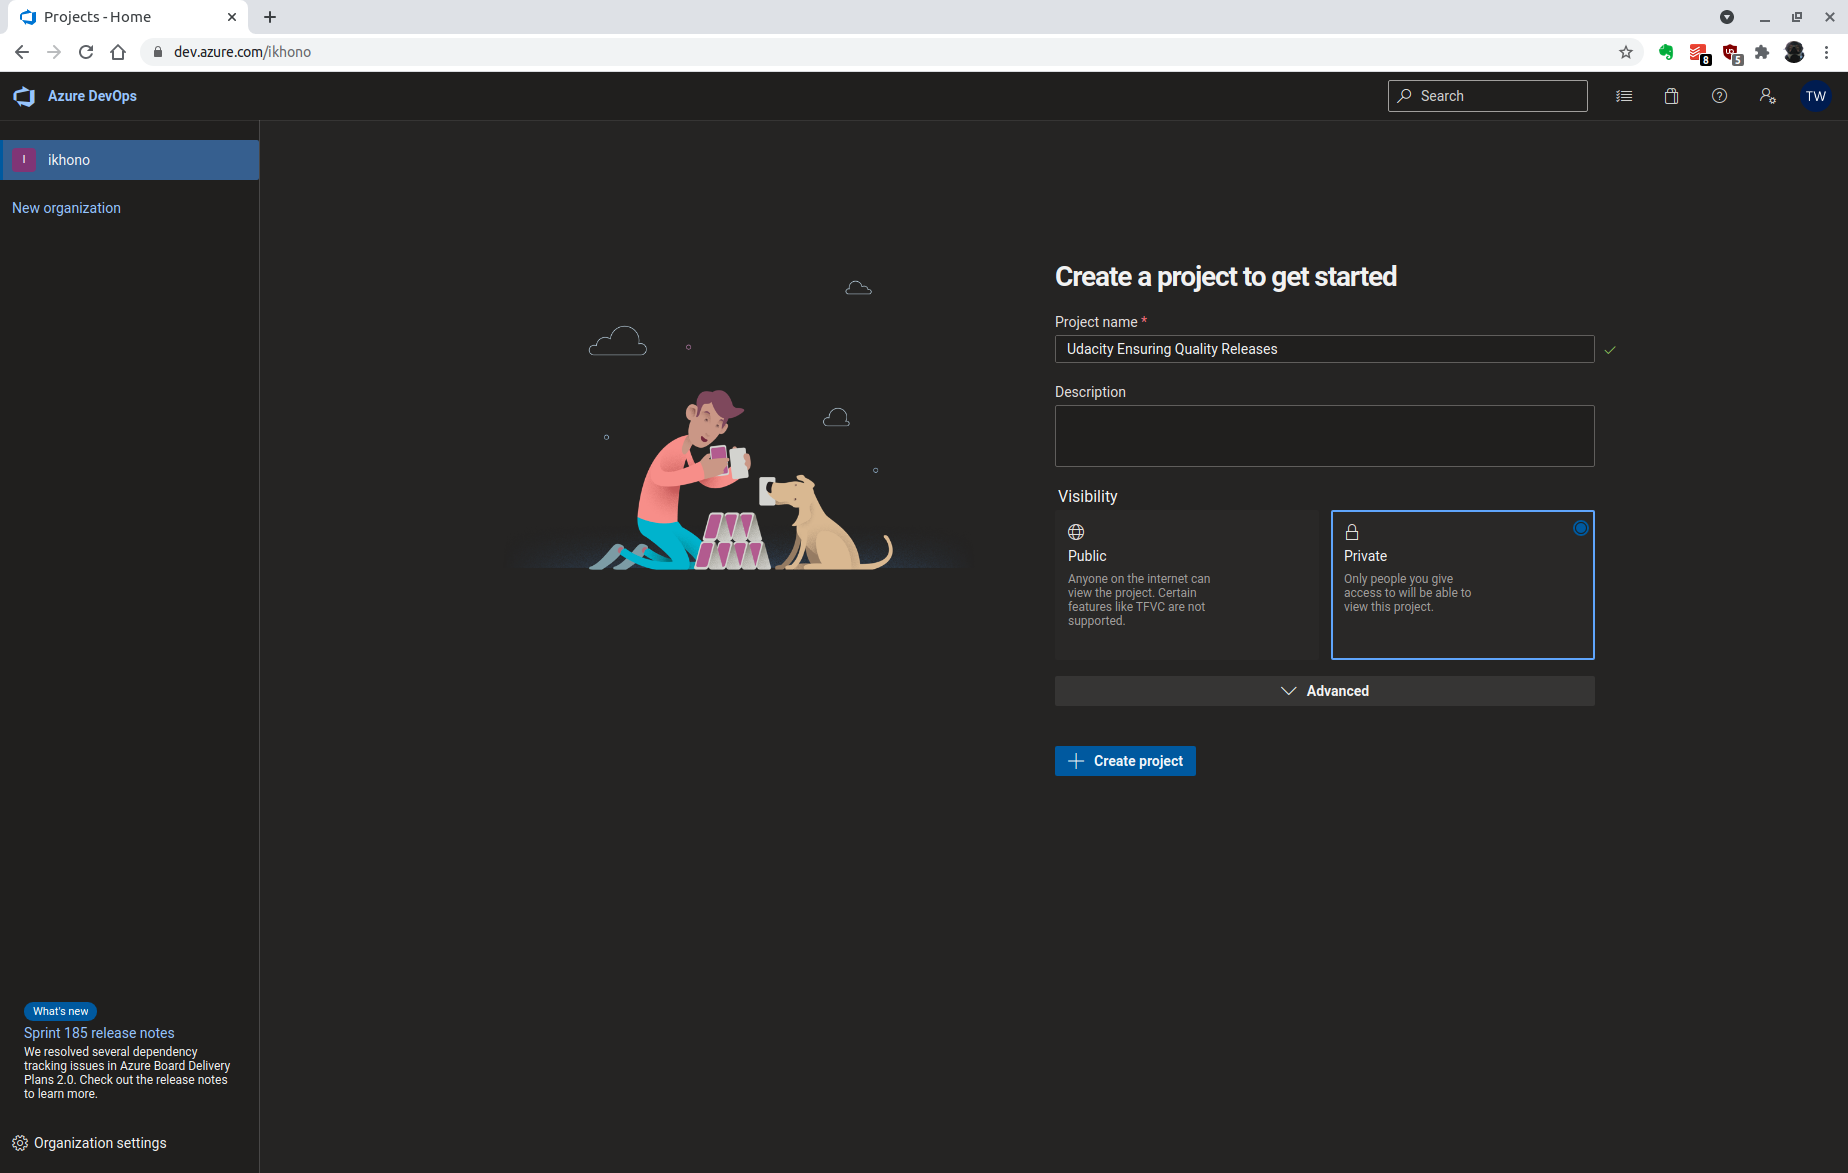 Projects - Home
dev.azure.com/ikhono
8
5
Azure DevOps
Search
TW
I
ikhono
New organization
Create a project to get started
Project name *
Udacity Ensuring Quality Releases
Description
Visibility
Public
Anyone on the internet can
view the project. Certain
features like TFVC are not
supported.
Private
Only people you give
access to will be able to
view this project.
Advanced
Create project
What's new
Sprint 185 release notes
We resolved several dependency
tracking issues in Azure Board Delivery
Plans 2.0. Check out the release notes
to learn more.
Organization settings